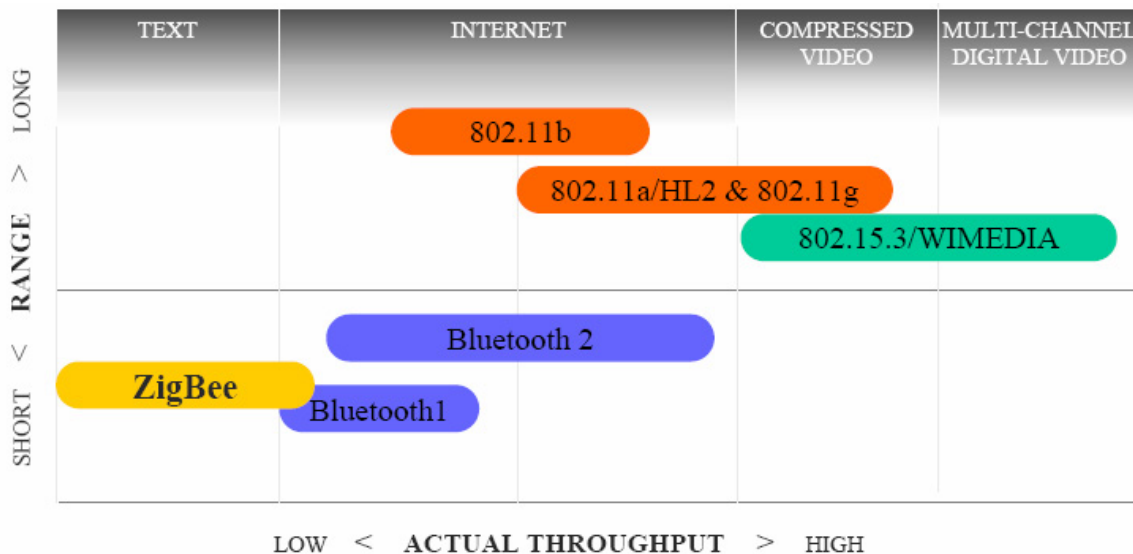 TEXT
INTERNET
COMPRESSED
VIDEO
MULTI-CHANNEL
DIGITAL VIDEO
SHORT < RANGE > LONG
802.11b
802.11a/HL2 & 802.11g
802.15.3/WIMEDIA
Bluetooth 2
ZigBee
Bluetooth1
LOW < ACTUAL THROUGHPUT > HIGH